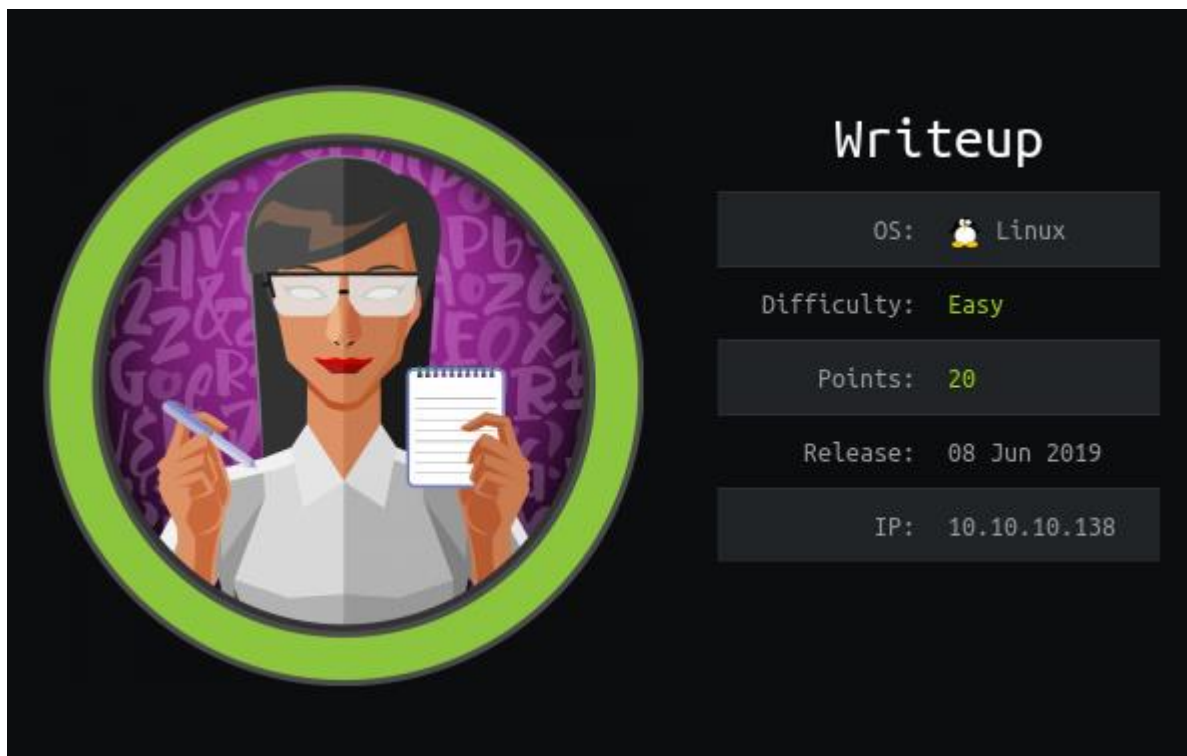 Writeup
OS: Linux
Difficulty: Easy
Points: 20
Release: 08 Jun 2019
IP: 10.10.10.138